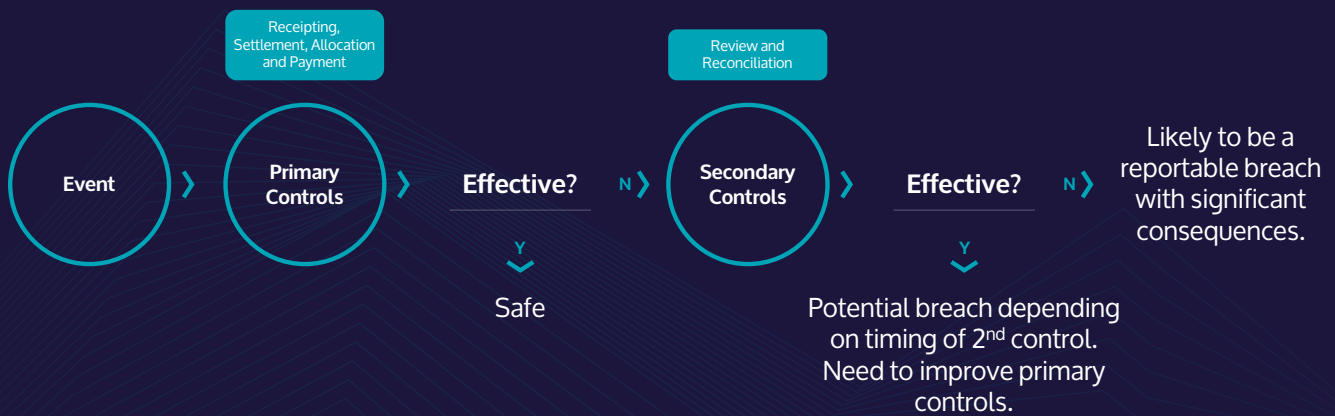 Receipting,
Settlement, Allocation
and Payment
Review and
Reconciliation
Event
Primary
Controls
Effective?
N
Secondary
Controls
Effective?
N
Likely to be a
reportable breach
with significant
consequences.
Y
Safe
Y
Potential breach depending
on timing of 2nd control.
Need to improve primary
controls.